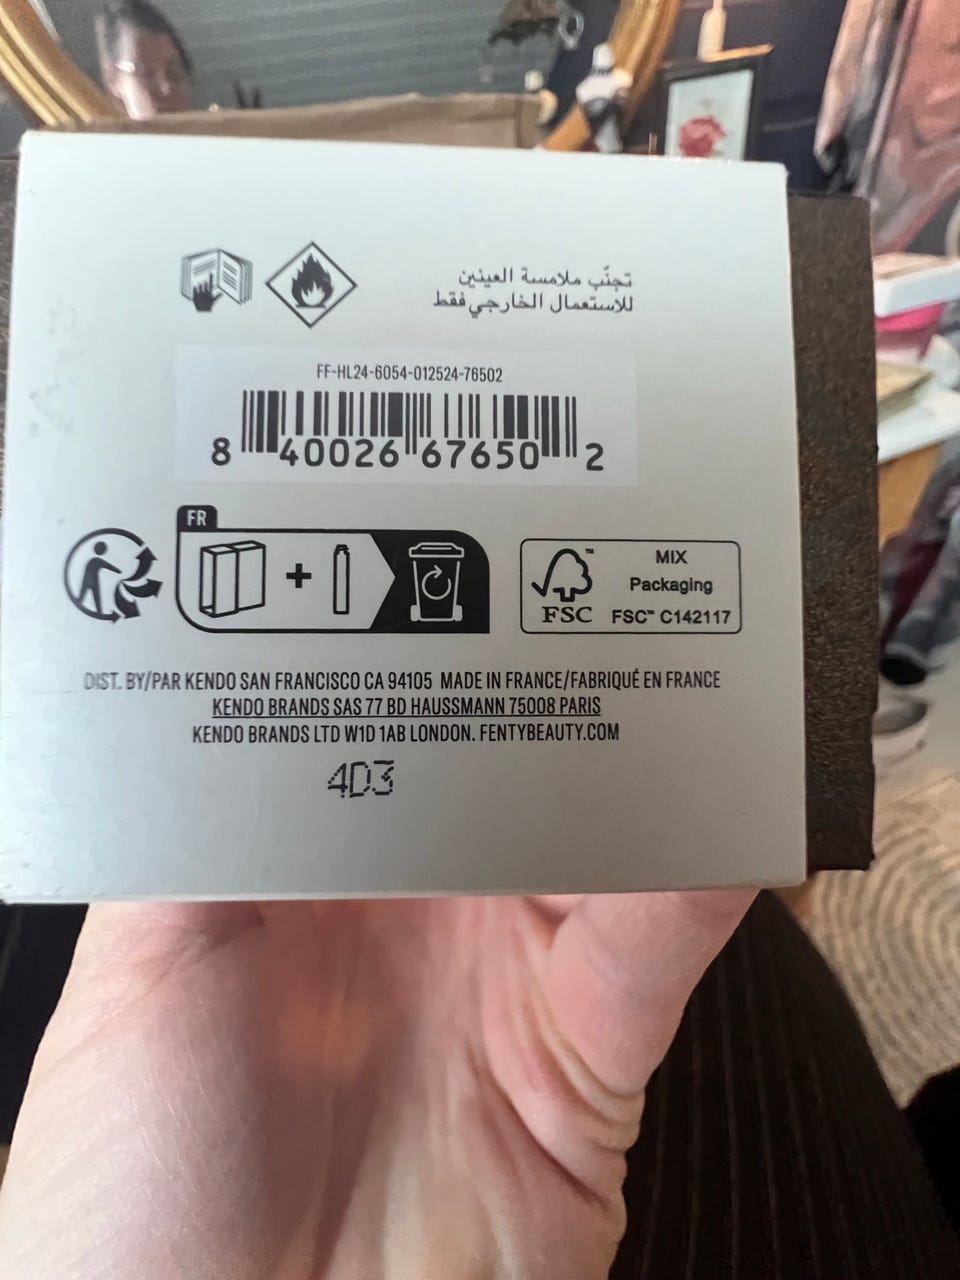 تجنّب ملامسة العينين
للاستعمال الخارجي فقط
FF-HL24-6054-012524-76502
8 40026 67650 2
FR
FSC™
MIX
Packaging
FSC™ C142117
DIST. BY/PAR KENDO SAN FRANCISCO CA 94105 MADE IN FRANCE/FABRIQUÉ EN FRANCE
KENDO BRANDS SAS 77 BD HAUSSMANN 75008 PARIS
KENDO BRANDS LTD W1D 1AB LONDON. FENTYBEAUTY.COM
4D3